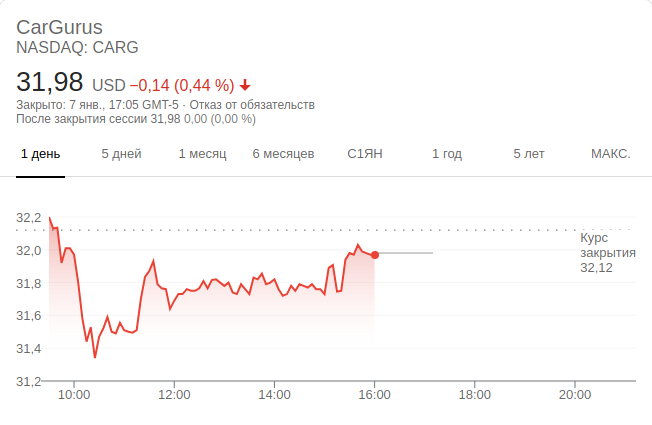 CarGurus
NASDAQ: CARG
31,98 USD −0,14 (0,44 %)
Закрыто: 7 янв., 17:05 GMT-5 · Отказ от обязательств
После закрытия сессии 31,98 0,00 (0,00 %)
1 день 5 дней 1 месяц 6 месяцев С1ЯН 1 год 5 лет МАКС.
32,2
Курс
32,0
закрытия
32,12
31,8
31,6
31,4
31,2
10:00 12:00 14:00 16:00 18:00 20:00